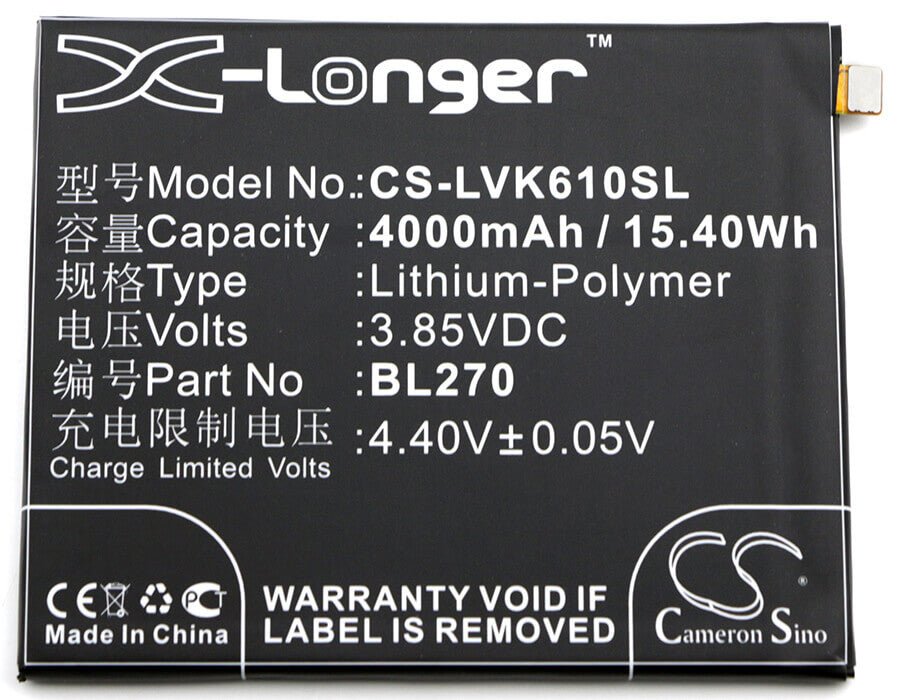 X-Longer™
型号Model No.:CS-LVK610SL
容量Capacity :4000mAh / 15.40Wh
规格Type :Lithium-Polymer
电压Volts :3.85VDC
编号Part No :BL270
充电限制电压 :4.40V±0.05V
Charge Limited Volts
CE PCT
Made In China
WARRANTY VOID IF
LABEL IS REMOVED
CS®
Cameron Sino